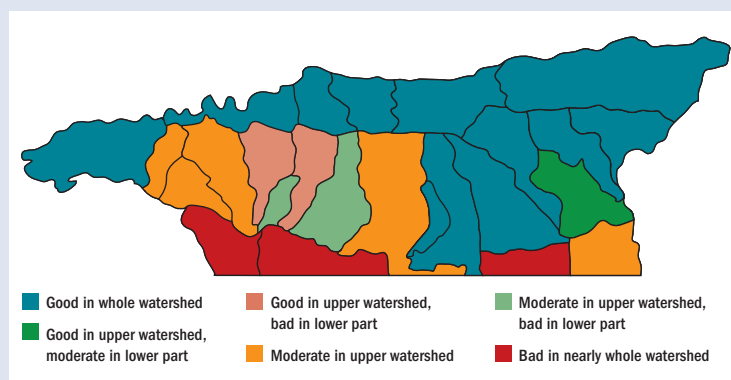 Good in whole watershed
Good in upper watershed,
moderate in lower part
Good in upper watershed,
bad in lower part
Moderate in upper watershed
Moderate in upper watershed,
bad in lower part
Bad in nearly whole watershed